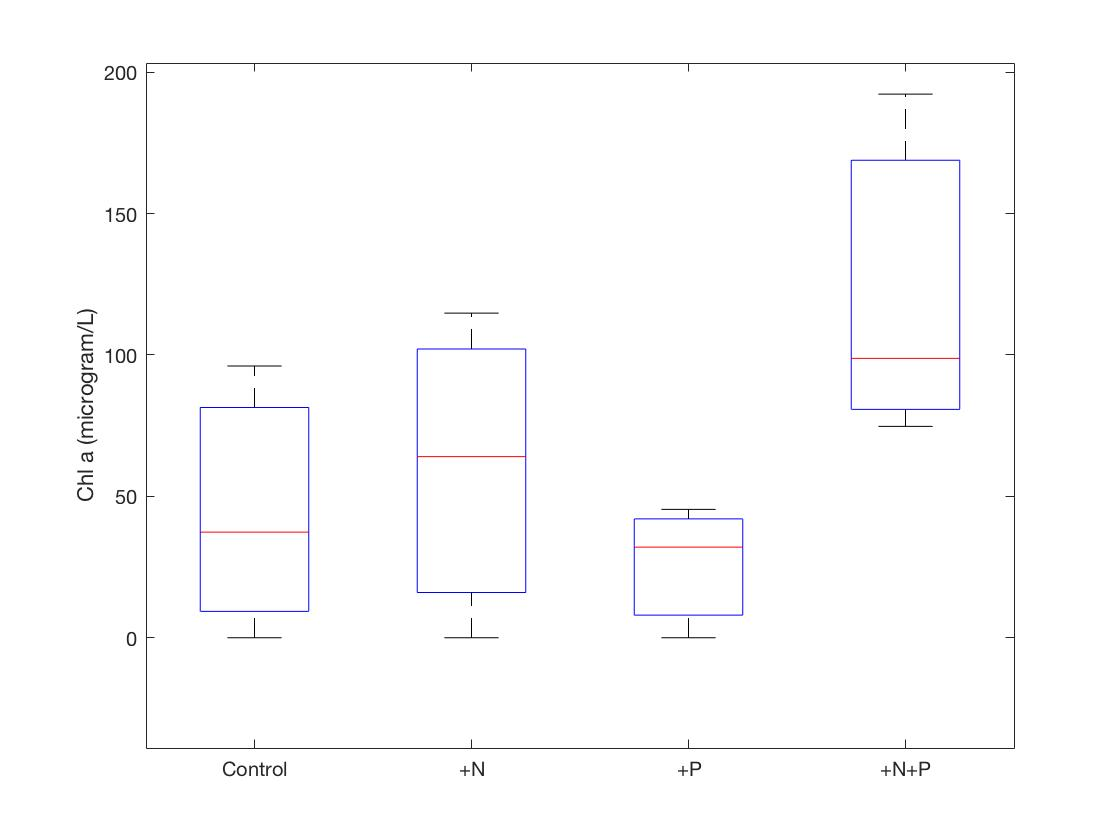 200
150
100
50
0
Chl a (microgram/L)
Control +N +P +N+P